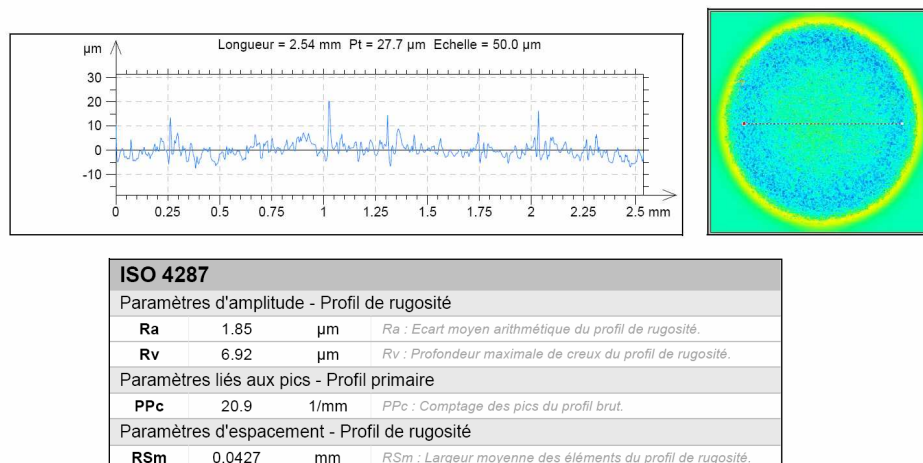 µm
Longueur = 2.54 mm Pt = 27.7 µm Echelle = 50.0 µm
30
20
10
0
-10
0 0.25 0.5 0.75 1 1.25 1.5 1.75 2 2.25 2.5 mm
ISO 4287
Paramètres d'amplitude - Profil de rugosité
Ra 1.85 µm Ra : Ecart moyen arithmétique du profil de rugosité.
Rv 6.92 µm Rv : Profondeur maximale de creux du profil de rugosité.
Paramètres liés aux pics - Profil primaire
PPc 20.9 1/mm PPc : Comptage des pics du profil brut.
Paramètres d'espacement - Profil de rugosité
RSm 0.0427 mm RSm : Largeur moyenne des éléments du profil de rugosité.